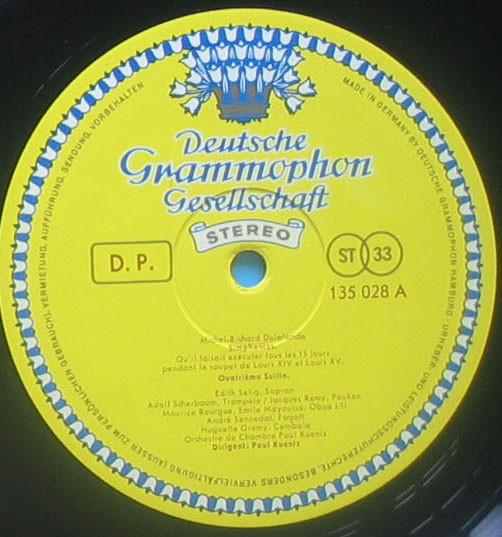 Deutsche
Grammophon
Gesellschaft
STEREO
D. P.
ST 33
135 028 A
Michel-Richard Delalande
Simphonies
Qu'il faisait exécuter tous les 15 jours
pendant le souper de Louis XIV et Louis XV.
Quatrième Suite.
Edith Selig, Sopran
Adolf Scherbaum, Trompete / Jacques Remy, Pauken
Maurice Bourgue, Emile Mayousse, Oboe I/II
André Sennedat, Fagott
Huguette Gremy, Cembalo
Orchestre de Chambre Paul Kuentz
Dirigent: Paul Kuentz
MADE IN GERMANY BY DEUTSCHE GRAMMOPHON HAMBURG · URHEBER- UND LEISTUNGSSCHUTZRECHTE, BESONDERS VERVIELFÄLTIGUNG (AUSSER ZUM PERSÖNLICHEN GEBRAUCH), VERMIETUNG, AUFFÜHRUNG, SENDUNG, VORBEHALTEN